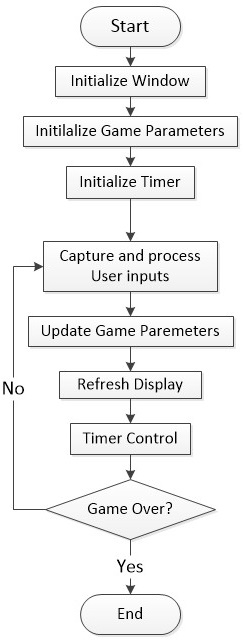 Start
Initialize Window
Initilalize Game Parameters
Initialize Timer
Capture and process
User inputs
Update Game Paremeters
Refresh Display
Timer Control
No
Game Over?
Yes
End